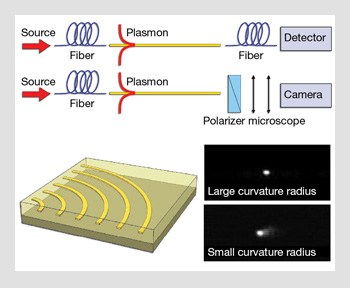 Source
Plasmon
Fiber
Fiber
Detector
Source
Plasmon
Fiber
Camera
Polarizer microscope
Large curvature radius
Small curvature radius